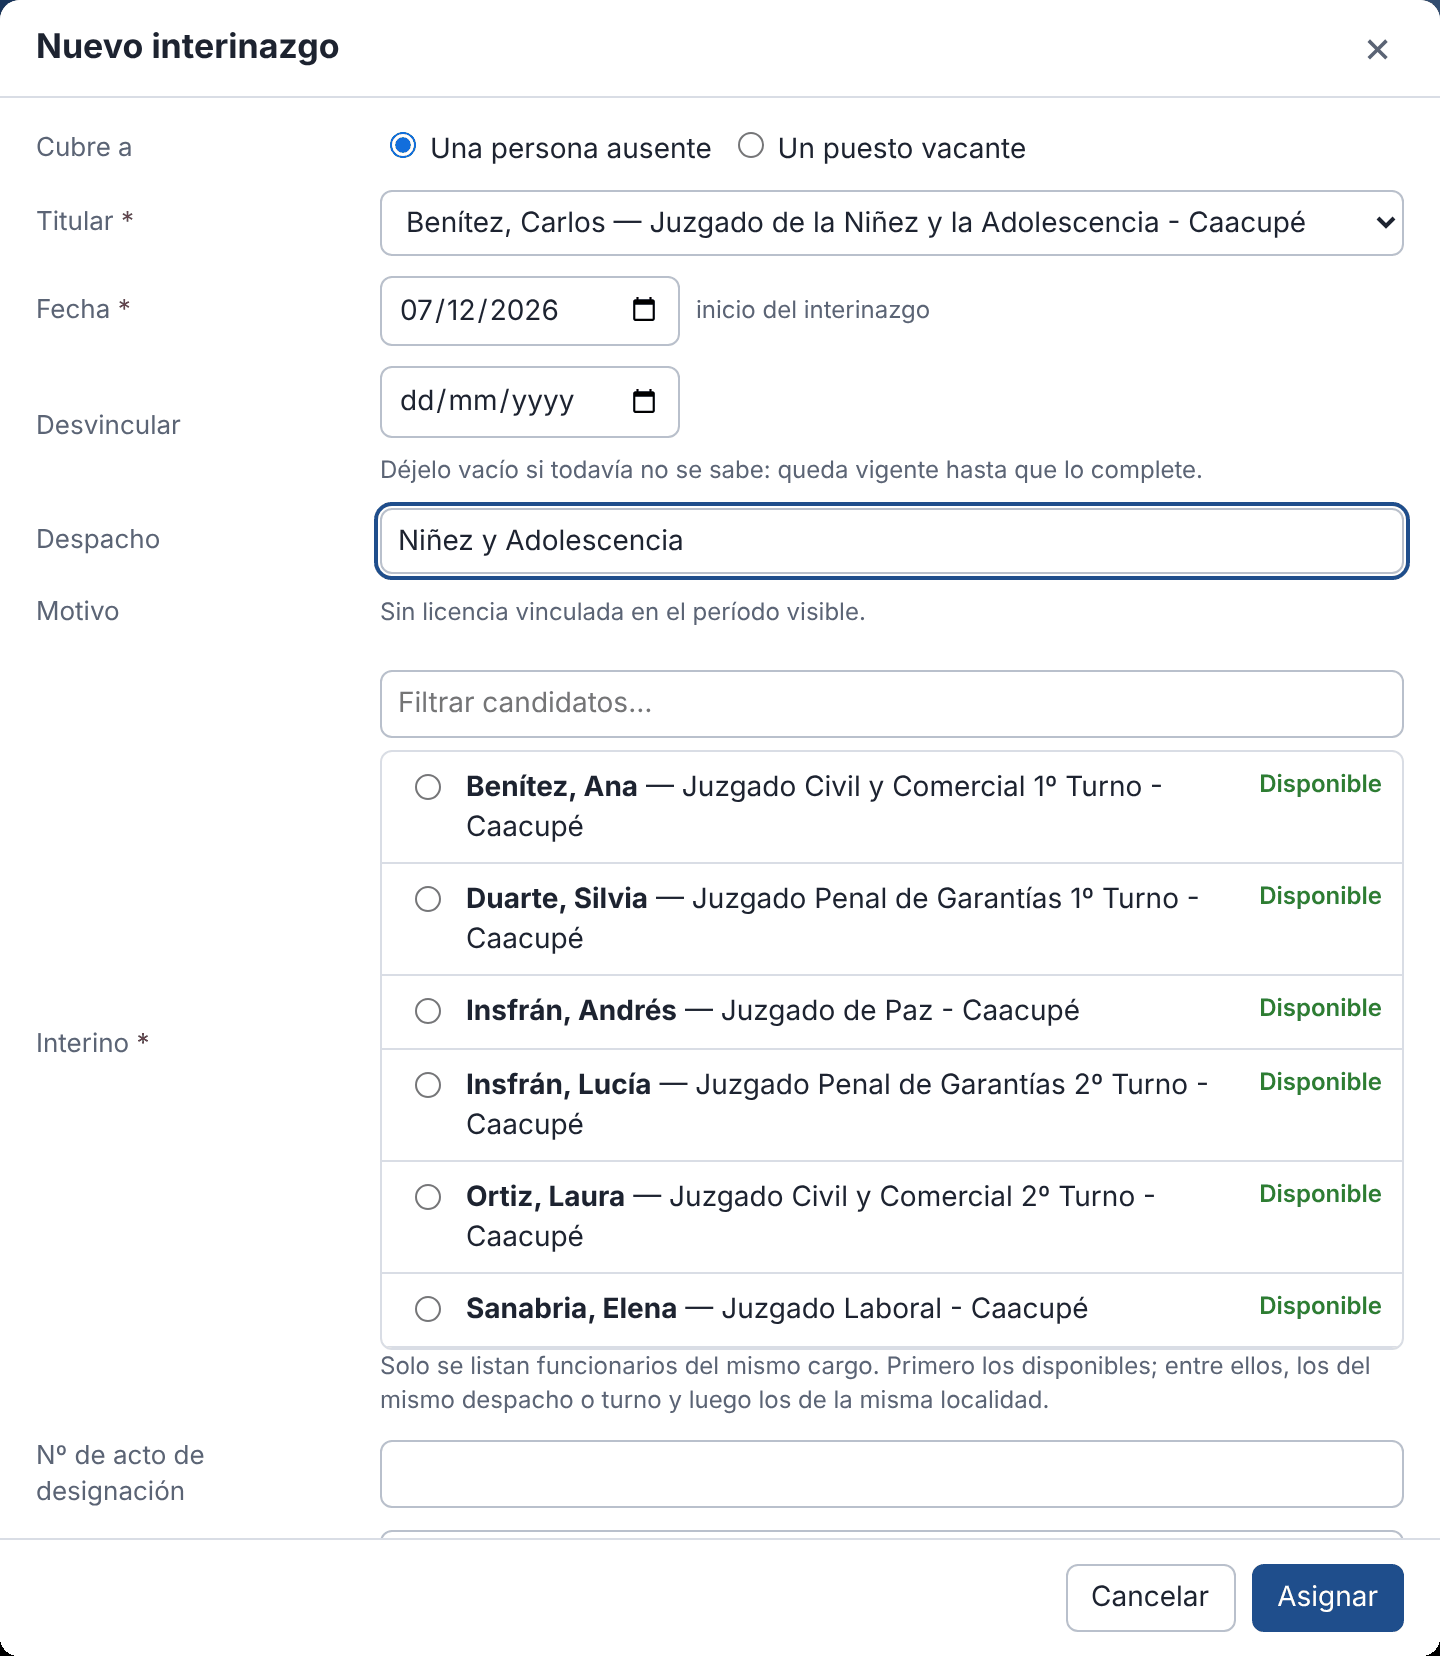 Nuevo interinazgo
Cubre a
Una persona ausente
Un puesto vacante
Titular *
Benítez, Carlos — Juzgado de la Niñez y la Adolescencia - Caacupé
Fecha *
07/12/2026
inicio del interinazgo
Desvincular
dd/mm/yyyy
Déjelo vacío si todavía no se sabe: queda vigente hasta que lo complete.
Despacho
Niñez y Adolescencia
Motivo
Sin licencia vinculada en el período visible.
Interino *
Filtrar candidatos...
Benítez, Ana — Juzgado Civil y Comercial 1º Turno -
Caacupé
Disponible
Duarte, Silvia — Juzgado Penal de Garantías 1º Turno -
Caacupé
Disponible
Insfrán, Andrés — Juzgado de Paz - Caacupé
Disponible
Insfrán, Lucía — Juzgado Penal de Garantías 2º Turno -
Caacupé
Disponible
Ortiz, Laura — Juzgado Civil y Comercial 2º Turno -
Caacupé
Disponible
Sanabria, Elena — Juzgado Laboral - Caacupé
Disponible
Solo se listan funcionarios del mismo cargo. Primero los disponibles; entre ellos, los del
mismo despacho o turno y luego los de la misma localidad.
Nº de acto de
designación
Cancelar
Asignar